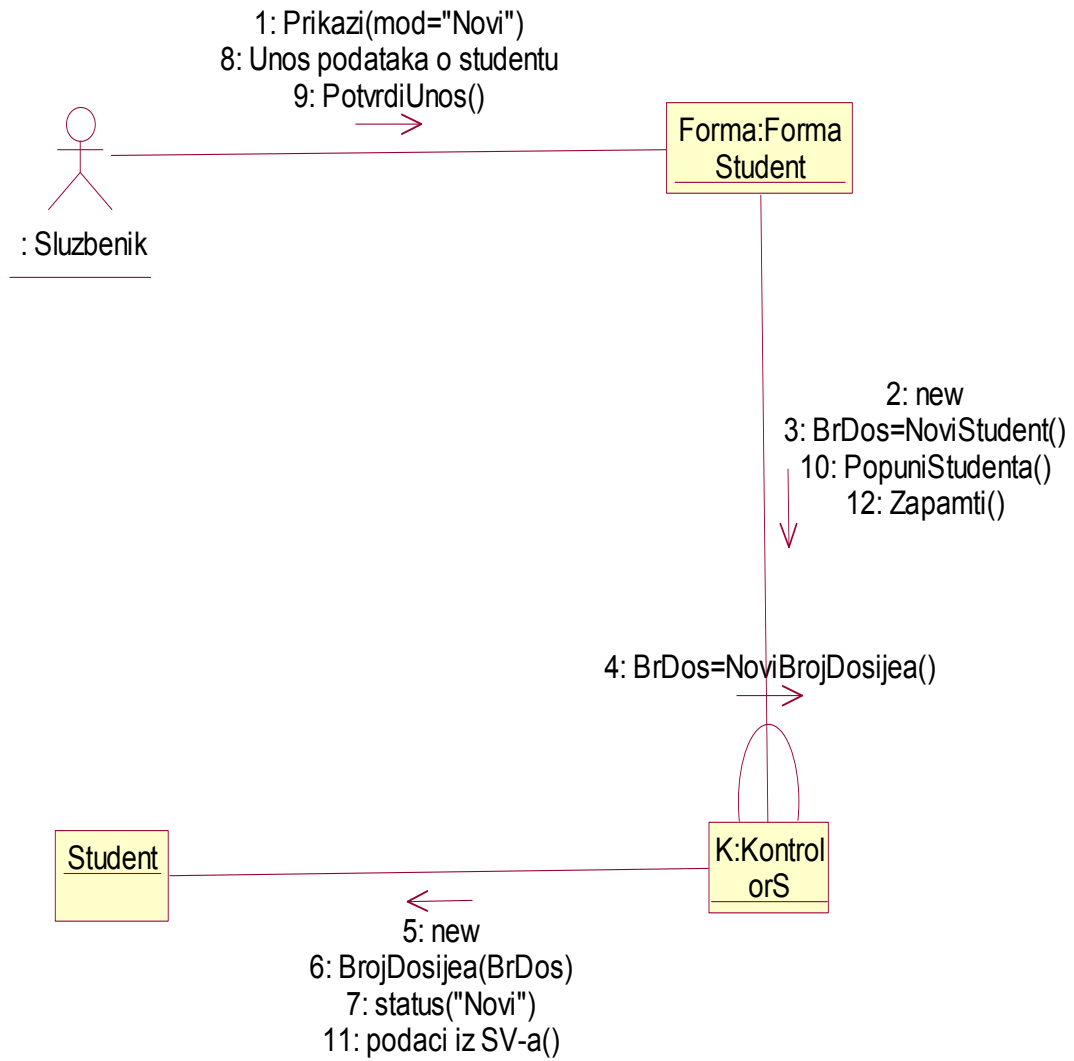 1: Prikazi(mod="Novi")
8: Unos podataka o studentu
9: PotvrdiUnos()
Forma:Forma
Student
: Sluzbenik
2: new
3: BrDos=NoviStudent()
10: PopuniStudenta()
12: Zapamti()
4: BrDos=NoviBrojDosijea()
Student
K:Kontrol
orS
5: new
6: BrojDosijea(BrDos)
7: status("Novi")
11: podaci iz SV-a()